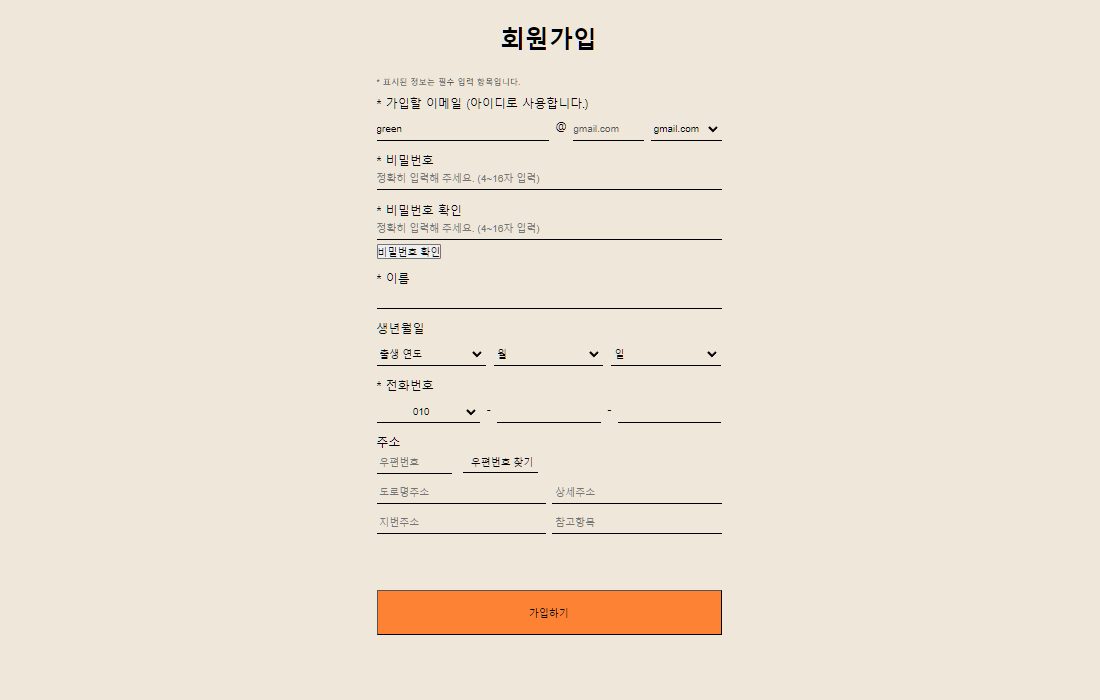 회원가입
* 표시된 정보는 필수 입력 항목입니다.
* 가입할 이메일 (아이디로 사용합니다.)
green @ gmail.com gmail.com
* 비밀번호
정확히 입력해 주세요. (4~16자 입력)
* 비밀번호 확인
정확히 입력해 주세요. (4~16자 입력)
비밀번호 확인
* 이름
생년월일
출생 연도 월 일
* 전화번호
010 - -
주소
우편번호 우편번호 찾기
도로명주소 상세주소
지번주소 참고항목
가입하기